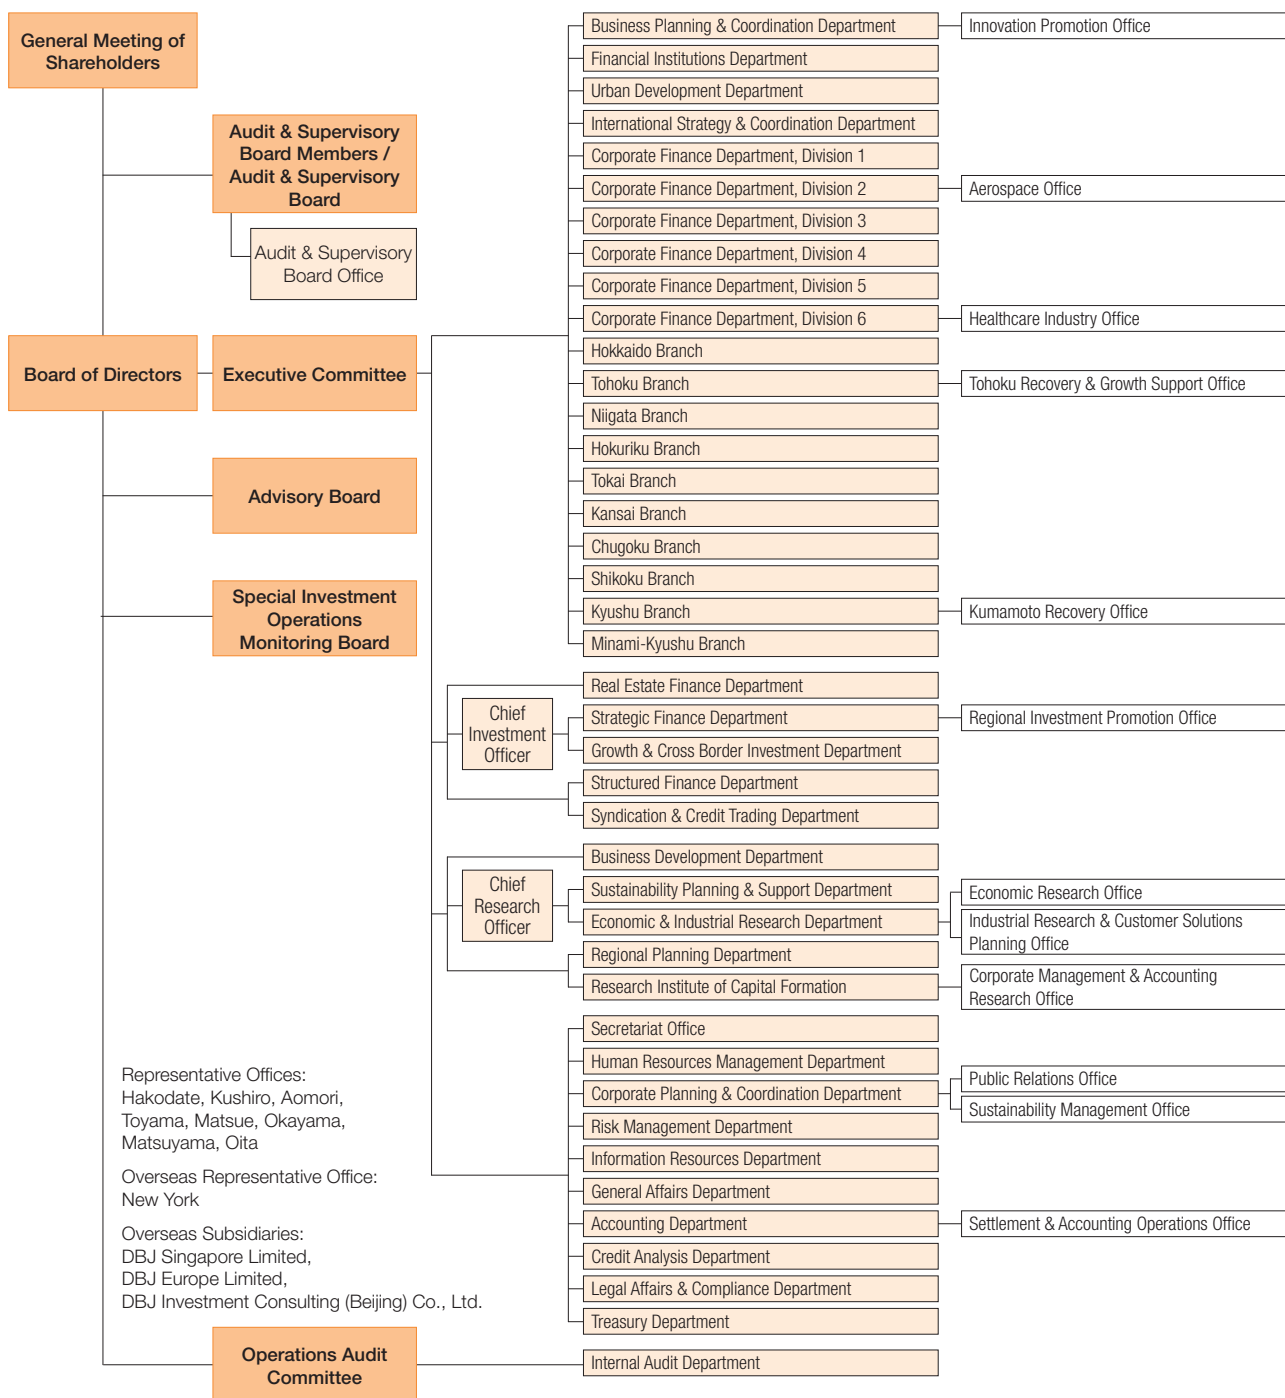 General Meeting of
Shareholders
Audit & Supervisory
Board Members /
Audit & Supervisory
Board
Audit & Supervisory
Board Office
Board of Directors
Executive Committee
Advisory Board
Special Investment
Operations
Monitoring Board
Business Planning & Coordination Department
Innovation Promotion Office
Financial Institutions Department
Urban Development Department
International Strategy & Coordination Department
Corporate Finance Department, Division 1
Corporate Finance Department, Division 2
Aerospace Office
Corporate Finance Department, Division 3
Corporate Finance Department, Division 4
Corporate Finance Department, Division 5
Corporate Finance Department, Division 6
Healthcare Industry Office
Hokkaido Branch
Tohoku Branch
Tohoku Recovery & Growth Support Office
Niigata Branch
Hokuriku Branch
Tokai Branch
Kansai Branch
Chugoku Branch
Shikoku Branch
Kyushu Branch
Kumamoto Recovery Office
Minami-Kyushu Branch
Real Estate Finance Department
Chief
Investment
Officer
Strategic Finance Department
Regional Investment Promotion Office
Growth & Cross Border Investment Department
Structured Finance Department
Syndication & Credit Trading Department
Business Development Department
Chief
Research
Officer
Sustainability Planning & Support Department
Economic & Industrial Research Department
Economic Research Office
Industrial Research & Customer Solutions
Planning Office
Regional Planning Department
Research Institute of Capital Formation
Corporate Management & Accounting
Research Office
Secretariat Office
Human Resources Management Department
Corporate Planning & Coordination Department
Public Relations Office
Sustainability Management Office
Risk Management Department
Information Resources Department
General Affairs Department
Accounting Department
Settlement & Accounting Operations Office
Credit Analysis Department
Legal Affairs & Compliance Department
Treasury Department
Representative Offices:
Hakodate, Kushiro, Aomori,
Toyama, Matsue, Okayama,
Matsuyama, Oita
Overseas Representative Office:
New York
Overseas Subsidiaries:
DBJ Singapore Limited,
DBJ Europe Limited,
DBJ Investment Consulting (Beijing) Co., Ltd.
Operations Audit
Committee
Internal Audit Department